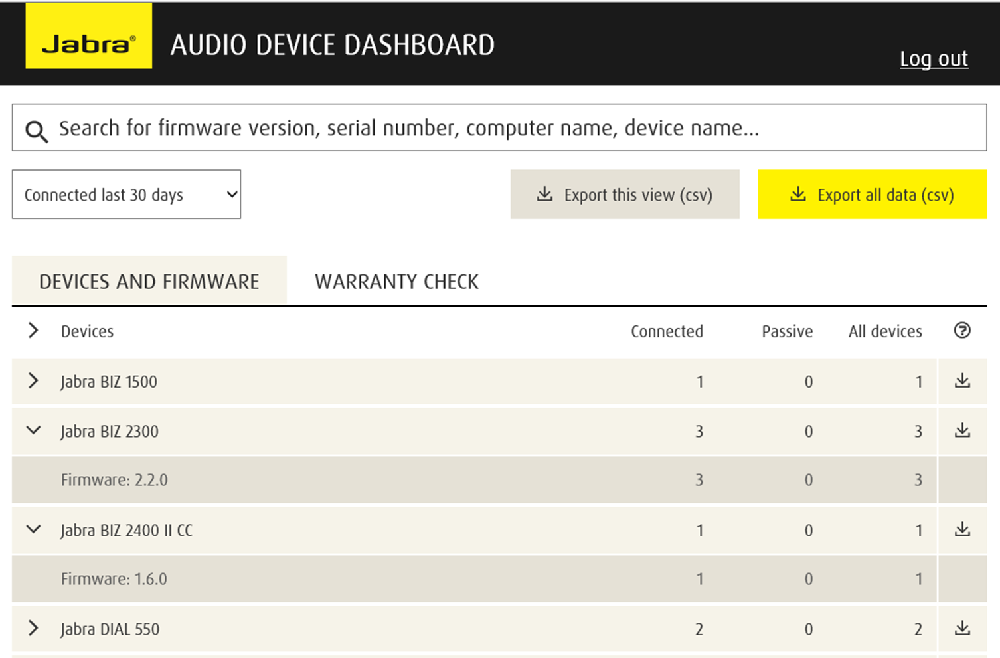 Jabra® AUDIO DEVICE DASHBOARD
Log out
Search for firmware version, serial number, computer name, device name...
Connected last 30 days Export this view (csv) Export all data (csv)
DEVICES AND FIRMWARE WARRANTY CHECK
Devices Connected Passive All devices ?
Jabra BIZ 1500 1 0 1
Jabra BIZ 2300 3 0 3
Firmware: 2.2.0 3 0 3
Jabra BIZ 2400 II CC 1 0 1
Firmware: 1.6.0 1 0 1
Jabra DIAL 550 2 0 2